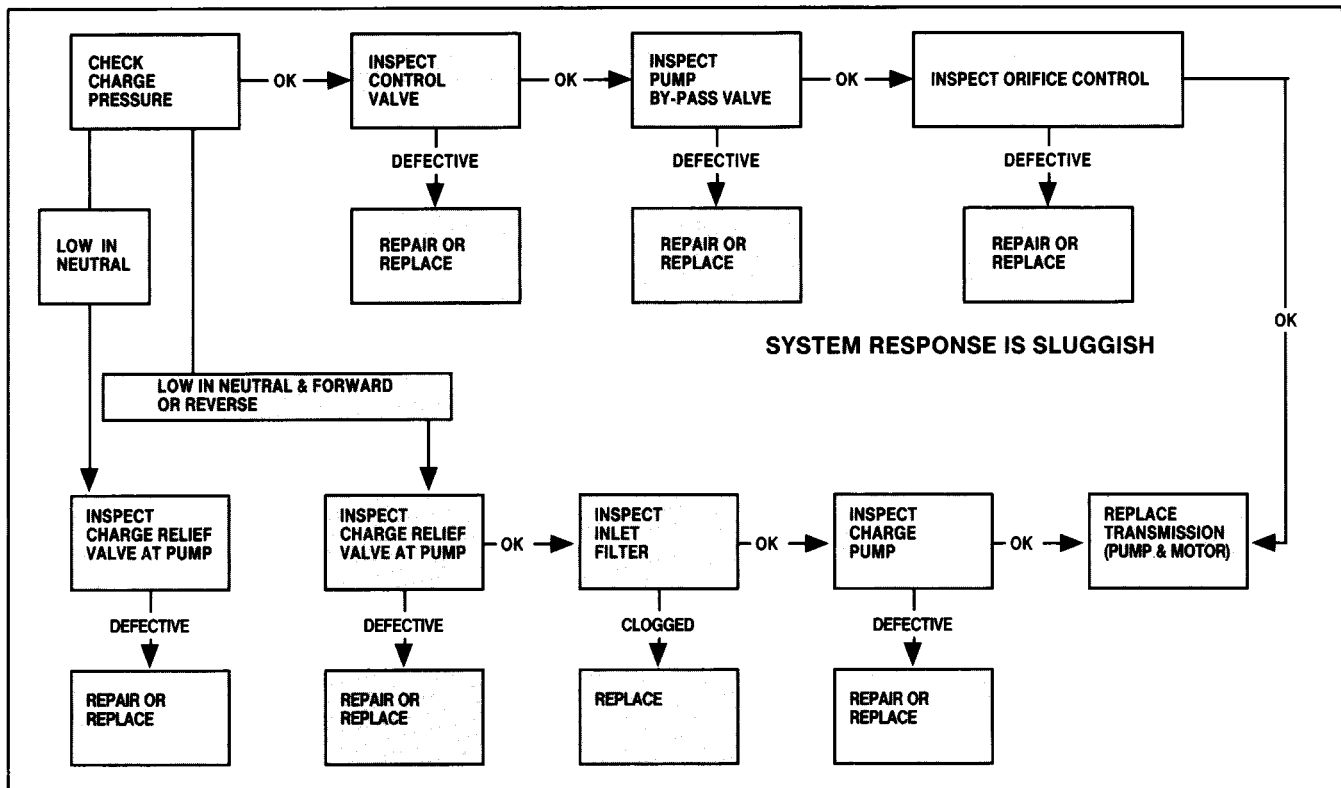 CHECK
CHARGE
PRESSURE
OK
INSPECT
CONTROL
VALVE
OK
INSPECT
PUMP
BY-PASS VALVE
OK
INSPECT ORIFICE CONTROL
DEFECTIVE
DEFECTIVE
DEFECTIVE
LOW IN
NEUTRAL
REPAIR OR
REPLACE
REPAIR OR
REPLACE
REPAIR OR
REPLACE
OK
SYSTEM RESPONSE IS SLUGGISH
LOW IN NEUTRAL & FORWARD
OR REVERSE
INSPECT
CHARGE RELIEF
VALVE AT PUMP
INSPECT
CHARGE RELIEF
VALVE AT PUMP
OK
INSPECT
INLET
FILTER
OK
INSPECT
CHARGE
PUMP
OK
REPLACE
TRANSMISSION
(PUMP & MOTOR)
DEFECTIVE
DEFECTIVE
CLOGGED
DEFECTIVE
REPAIR OR
REPLACE
REPAIR OR
REPLACE
REPLACE
REPAIR OR
REPLACE